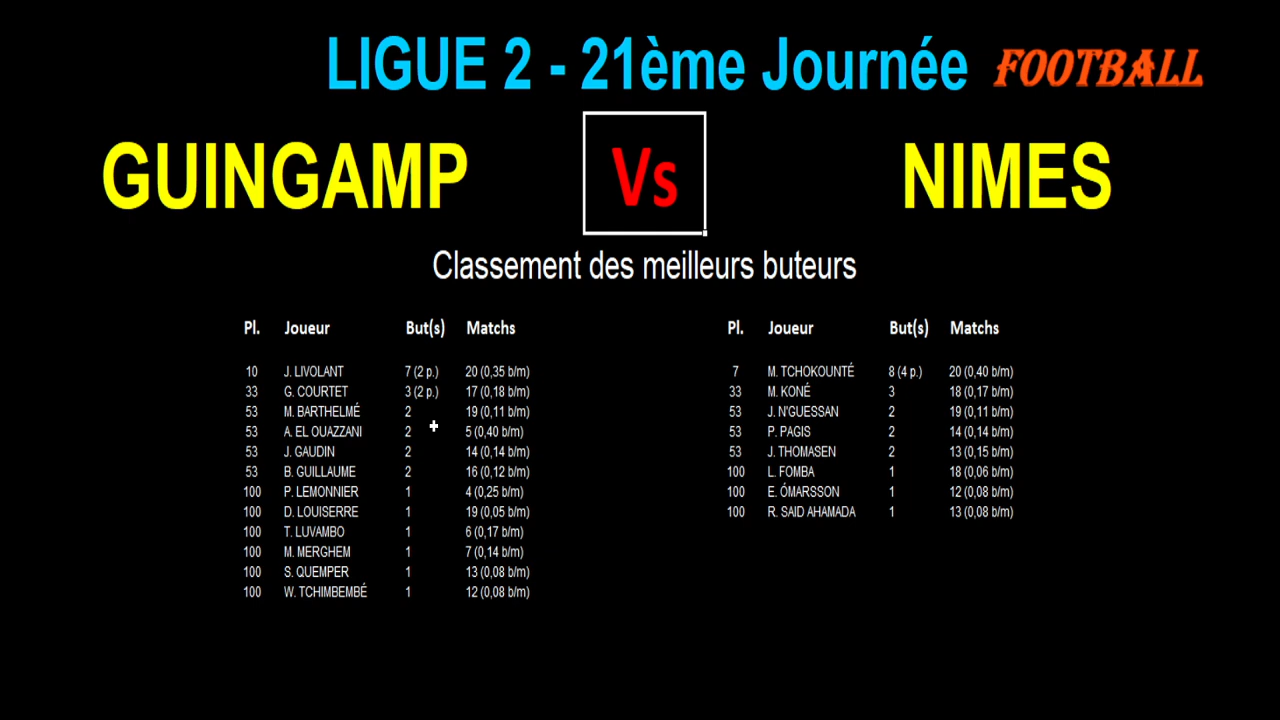 LIGUE 2 - 21ème Journée FOOTBALL
GUINGAMP Vs NIMES
Classement des meilleurs buteurs
Pl. Joueur But(s) Matchs
10 J. LIVOLANT 7 (2 p.) 20 (0,35 b/m)
33 G. COURTET 3 (2 p.) 17 (0,18 b/m)
53 M. BARTHELMÉ 2 19 (0,11 b/m)
53 A. EL OUAZZANI 2 5 (0,40 b/m)
53 J. GAUDIN 2 14 (0,14 b/m)
53 B. GUILLAUME 2 16 (0,12 b/m)
100 P. LEMONNIER 1 4 (0,25 b/m)
100 D. LOUISERRE 1 19 (0,05 b/m)
100 T. LUVAMBO 1 6 (0,17 b/m)
100 M. MERGHEM 1 7 (0,14 b/m)
100 S. QUEMPER 1 13 (0,08 b/m)
100 W. TCHIMBEMBÉ 1 12 (0,08 b/m)
Pl. Joueur But(s) Matchs
7 M. TCHOKOUNTÉ 8 (4 p.) 20 (0,40 b/m)
33 M. KONÉ 3 18 (0,17 b/m)
53 J. N'GUESSAN 2 19 (0,11 b/m)
53 P. PAGIS 2 14 (0,14 b/m)
53 J. THOMASEN 2 13 (0,15 b/m)
100 L. FOMBA 1 18 (0,06 b/m)
100 E. ÓMARSSON 1 12 (0,08 b/m)
100 R. SAID AHAMADA 1 13 (0,08 b/m)